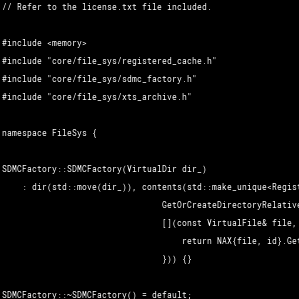 // Refer to the license.txt file included.
#include <memory>
#include "core/file_sys/registered_cache.h"
#include "core/file_sys/sdmc_factory.h"
#include "core/file_sys/xts_archive.h"
namespace FileSys {
SDMCFactory::SDMCFactory(VirtualDir dir_)
: dir(std::move(dir_)), contents(std::make_unique<Regist
GetOrCreateDirectoryRelative
[](const VirtualFile& file,
return NAX{file, id}.Get
})) {}
SDMCFactory::~SDMCFactory() = default;